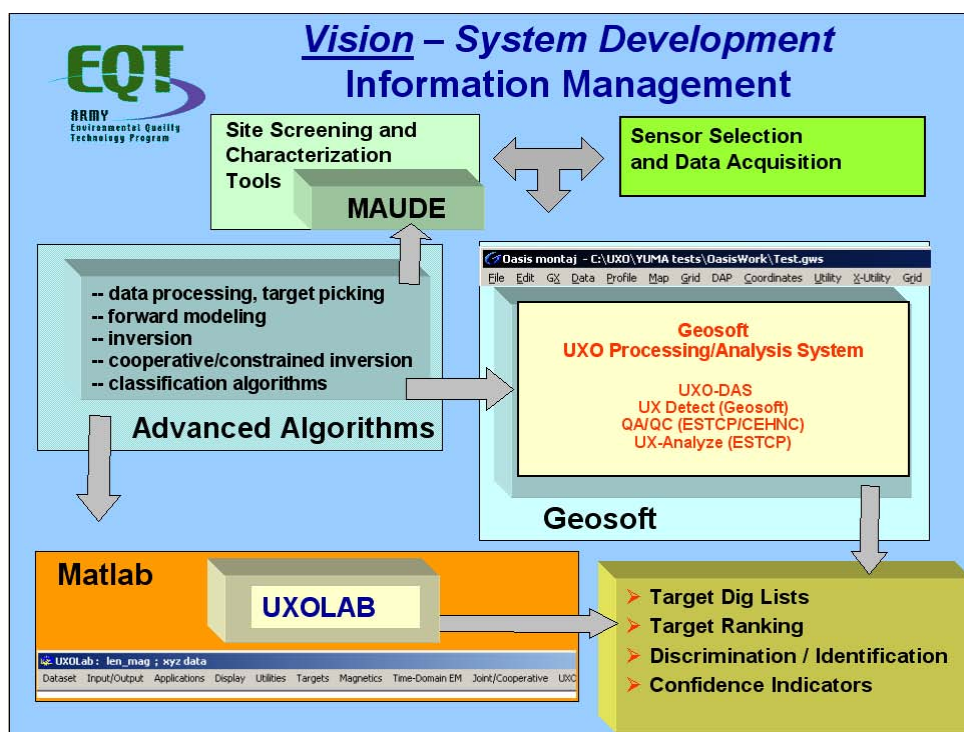 Vision – System Development
Information Management
EQT
ARMY
Environmental Quality
Technology Program
Site Screening and
Characterization
Tools
MAUDE
Sensor Selection
and Data Acquisition
-- data processing, target picking
-- forward modeling
-- inversion
-- cooperative/constrained inversion
-- classification algorithms
Advanced Algorithms
Oasis montaj - C:\UXO\YUMA tests\OasisWork\Test.gws
File Edit GX Data Profile Map Grid DAP Coordinates Utility X-Utility Grid
Geosoft
UXO Processing/Analysis System
UXO-DAS
UX Detect (Geosoft)
QA/QC (ESTCP/CEHNC)
UX-Analyze (ESTCP)
Geosoft
Matlab
UXOLAB
UXOLab: len_mag ; xyz data
Dataset Input/Output Applications Display Utilities Targets Magnetics Time-Domain EM Joint/Cooperative UXO
➢ Target Dig Lists
➢ Target Ranking
➢ Discrimination / Identification
➢ Confidence Indicators